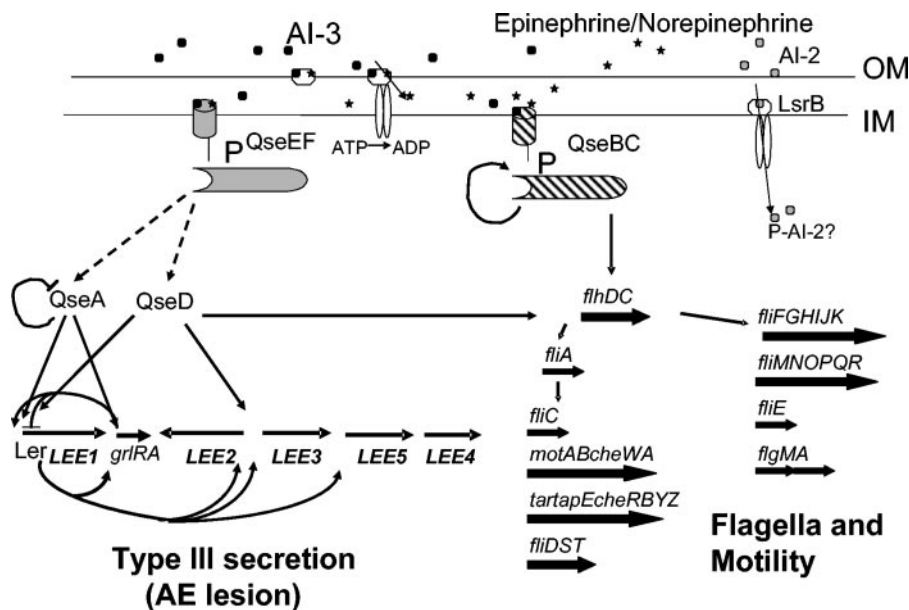 Epinephrine/Norepinephrine
AI-3
AI-2
OM
LsrB
IM
QseEF
P
ATP
ADP
QseBC
P
P-AI-2?
QseA
QseD
flhDC
fliFGHIJK
fliA
fliMNOPQR
fliC
fliE
Ler
LEE1
grlRA
LEE2
LEE3
LEE5
LEE4
motABcheWA
flgMA
tartapEcheRBYZ
fliDST
Flagella and
Motility
Type III secretion
(AE lesion)